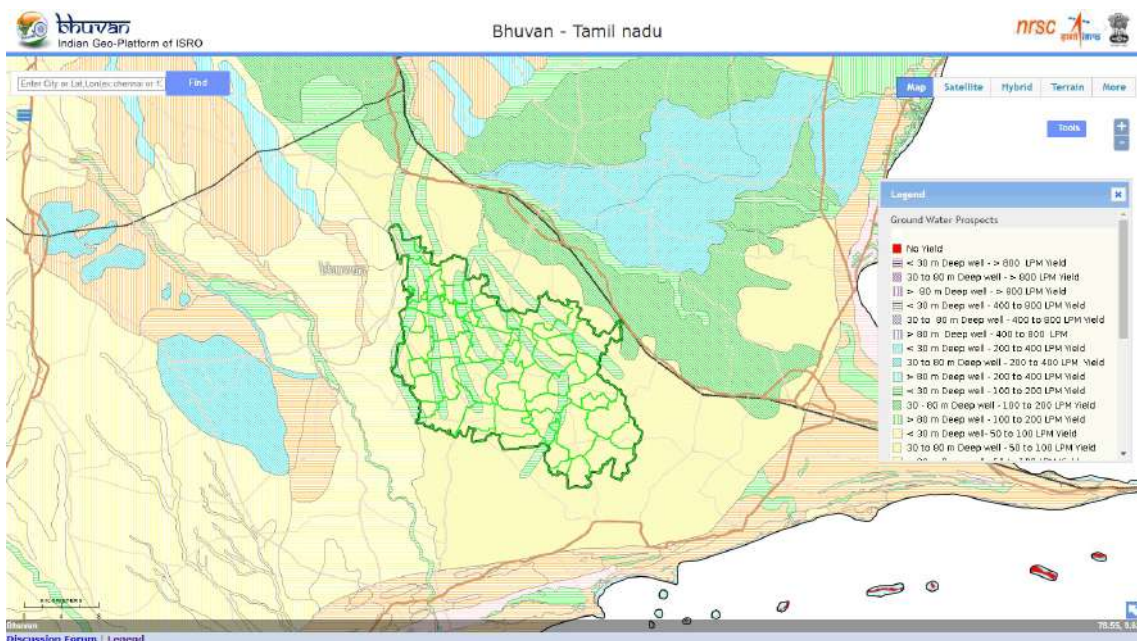 bhuvan
Indian Geo-Platform of ISRO
Bhuvan - Tamil nadu
nrsc
Find
Map Satellite Hybrid Terrain More
Tools
+
-
Legend
Ground Water Prospects
No Yield
< 30 m Deep well - > 800 LPM Yield
30 to 80 m Deep well - > 800 LPM Yield
> 80 m Deep well - > 800 LPM Yield
< 30 m Deep well - 400 to 800 LPM Yield
30 to 80 m Deep well - 400 to 800 LPM Yield
> 80 m Deep well - 400 to 800 LPM
< 30 m Deep well - 200 to 400 LPM Yield
30 to 80 m Deep well - 200 to 400 LPM Yield
> 80 m Deep well - 200 to 400 LPM Yield
< 30 m Deep well - 100 to 200 LPM Yield
30 - 80 m Deep well - 100 to 200 LPM Yield
> 80 m Deep well - 100 to 200 LPM Yield
< 30 m Deep well- 50 to 100 LPM Yield
30 to 80 m Deep well - 50 to 100 LPM Yield
bhuvan
KILOMETERS
Bhuvan
Discussion Forum | Legend